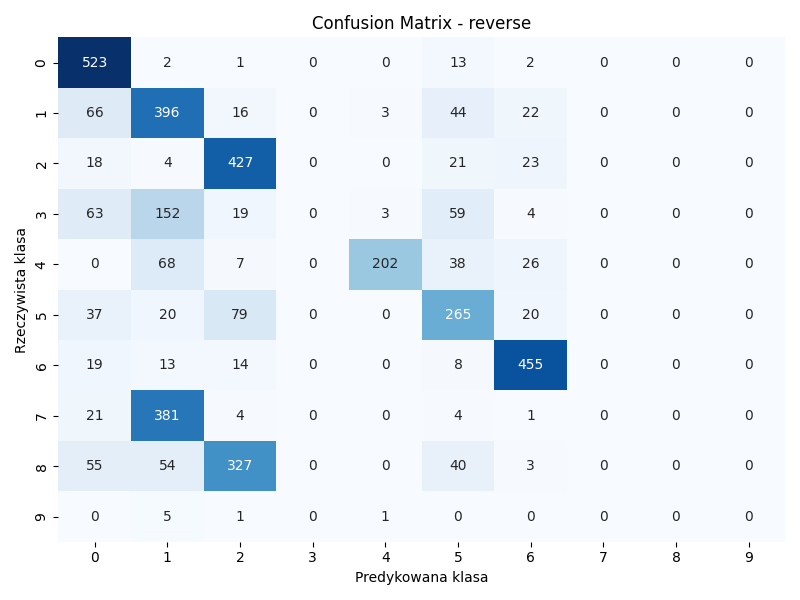 Confusion Matrix - reverse
Rzeczywista klasa
0 523 2 1 0 0 13 2 0 0 0
1 66 396 16 0 3 44 22 0 0 0
2 18 4 427 0 0 21 23 0 0 0
3 63 152 19 0 3 59 4 0 0 0
4 0 68 7 0 202 38 26 0 0 0
5 37 20 79 0 0 265 20 0 0 0
6 19 13 14 0 0 8 455 0 0 0
7 21 381 4 0 0 4 1 0 0 0
8 55 54 327 0 0 40 3 0 0 0
9 0 5 1 0 1 0 0 0 0 0
0 1 2 3 4 5 6 7 8 9
Predykowana klasa